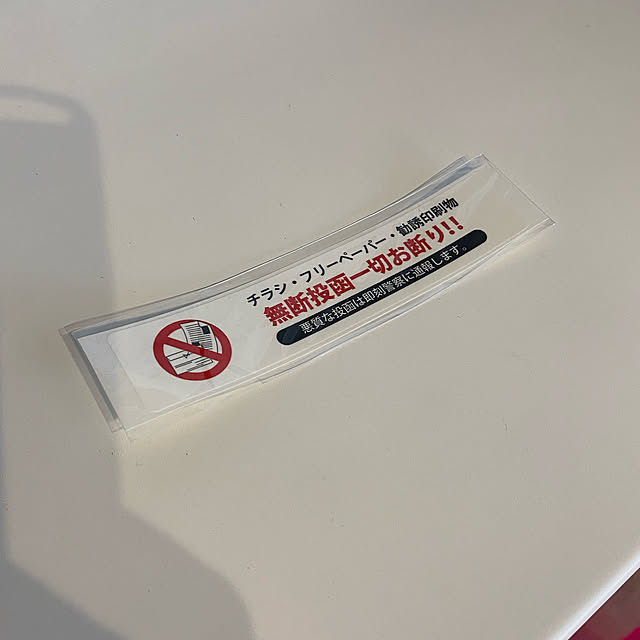 チラシ・フリーペーパー・勧誘印刷物
無断投函一切お断り!!
悪質な投函は即刻警察に通報します。